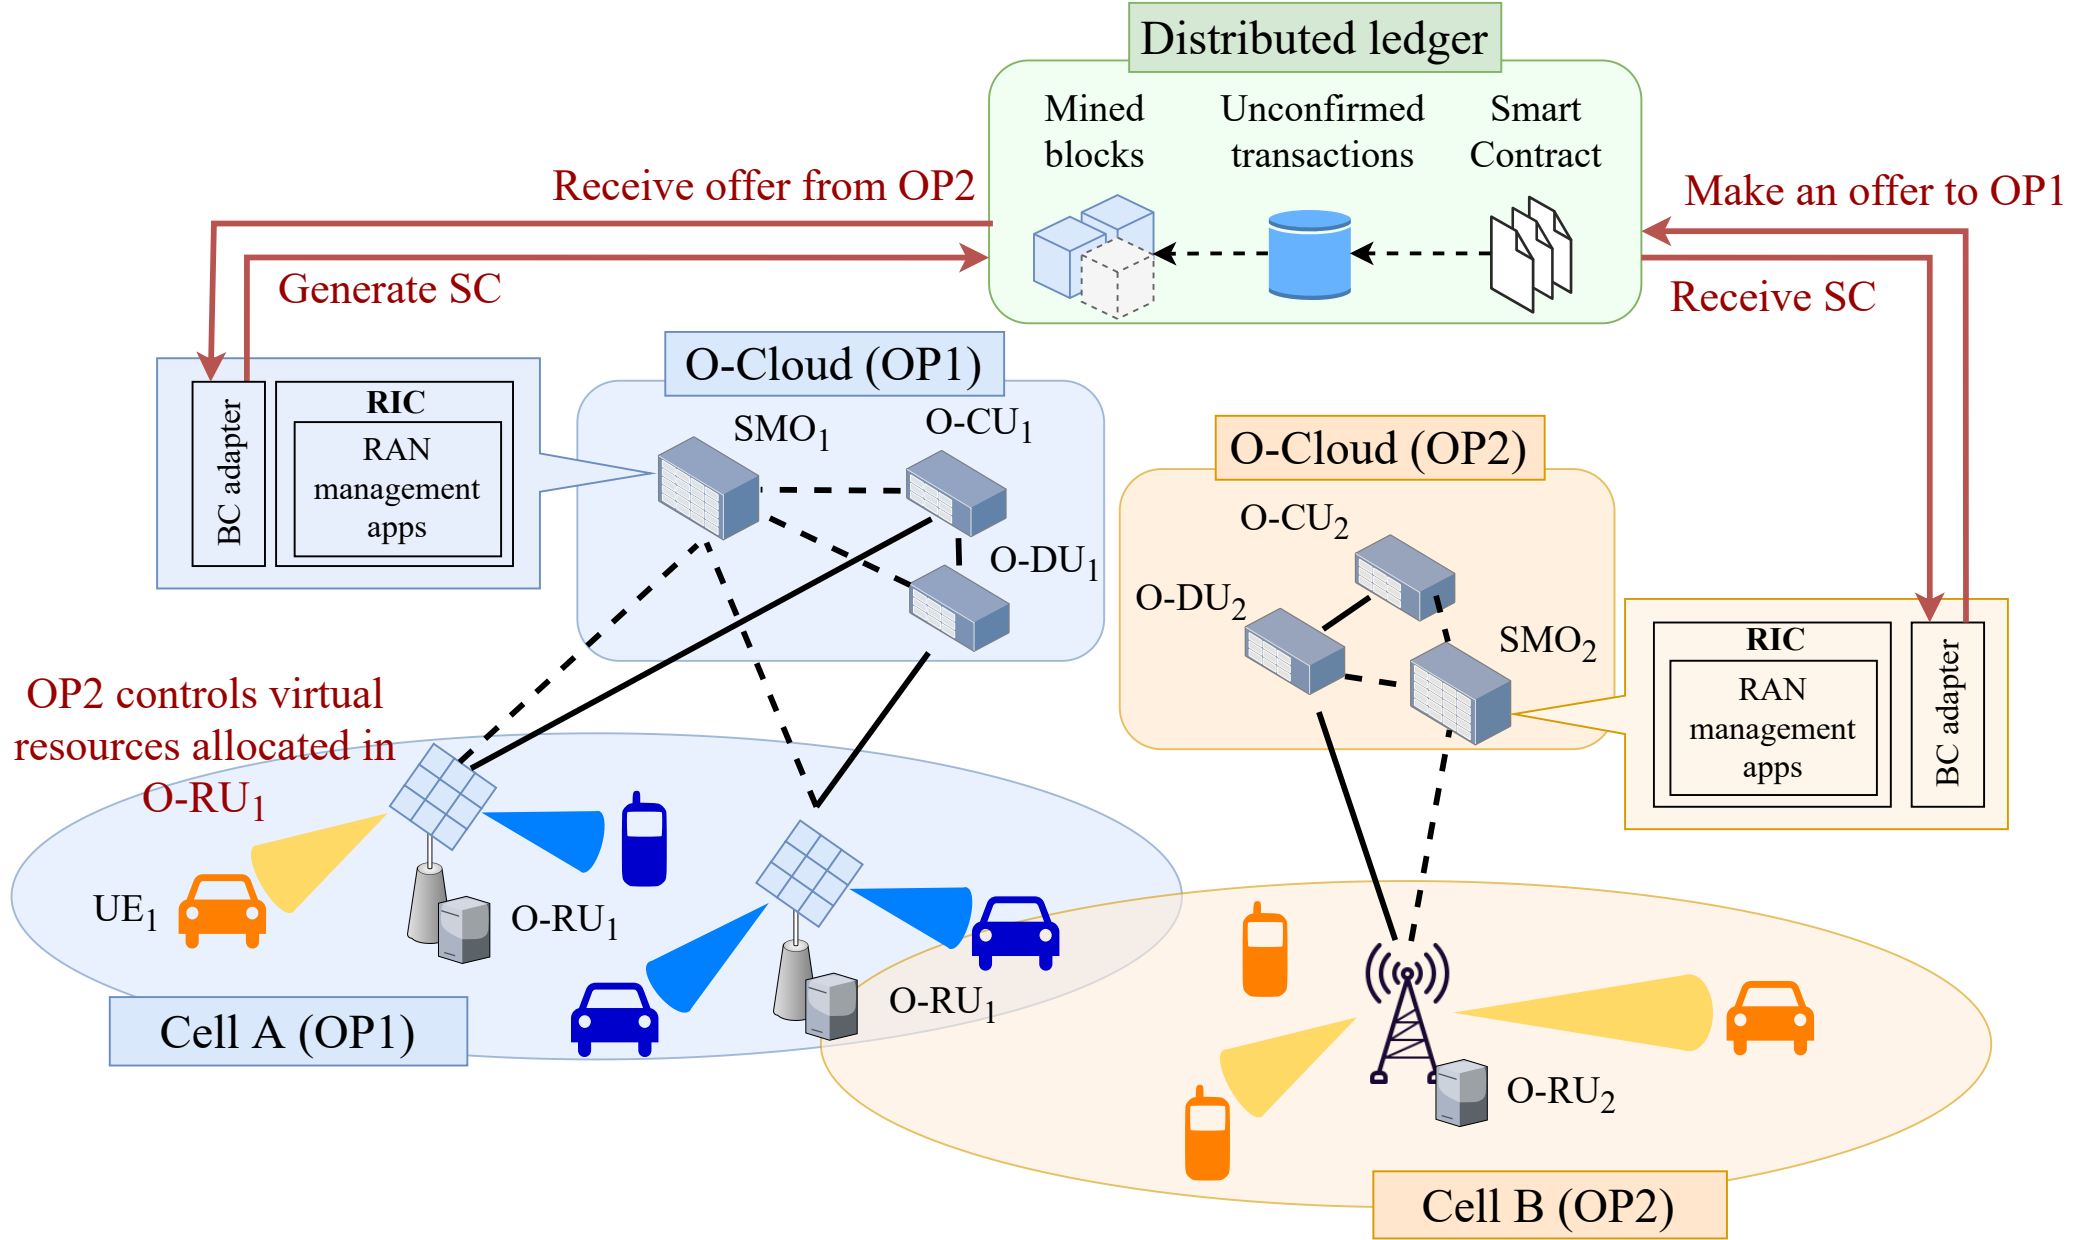 Distributed ledger
Mined
blocks
Unconfirmed
transactions
Smart
Contract
Receive offer from OP2
Make an offer to OP1
Generate SC
Receive SC
O-Cloud (OP1)
BC adapter
RIC
RAN
management
apps
SMO1
O-CU1
O-DU1
O-Cloud (OP2)
O-CU2
O-DU2
SMO2
RIC
RAN
management
apps
BC adapter
OP2 controls virtual
resources allocated in
O-RU1
UE1
O-RU1
O-RU1
Cell A (OP1)
O-RU2
Cell B (OP2)